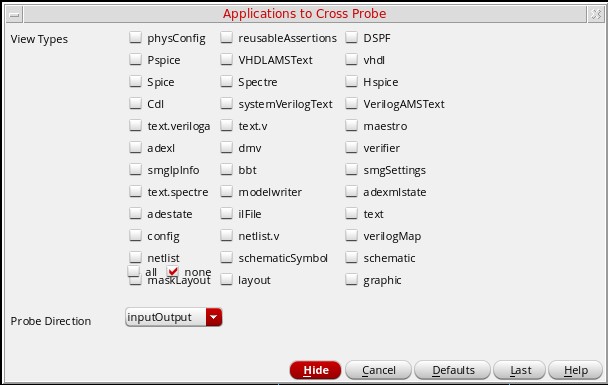 Applications to Cross Probe
View Types
physConfig reusableAssertions DSPF
Pspice VHDLAMSText vhdl
Spice Spectre Hspice
Cdl systemVerilogText VerilogAMSText
text.veriloga text.v maestro
adexl dmv verifier
smglpInfo bbt smgSettings
text.spectre modelwriter adexmlstate
adestate ilFile text
config netlist.v verilogMap
netlist schematicSymbol schematic
all none
maskLayout layout graphic
Probe Direction inputOutput
Hide Cancel Defaults Last Help